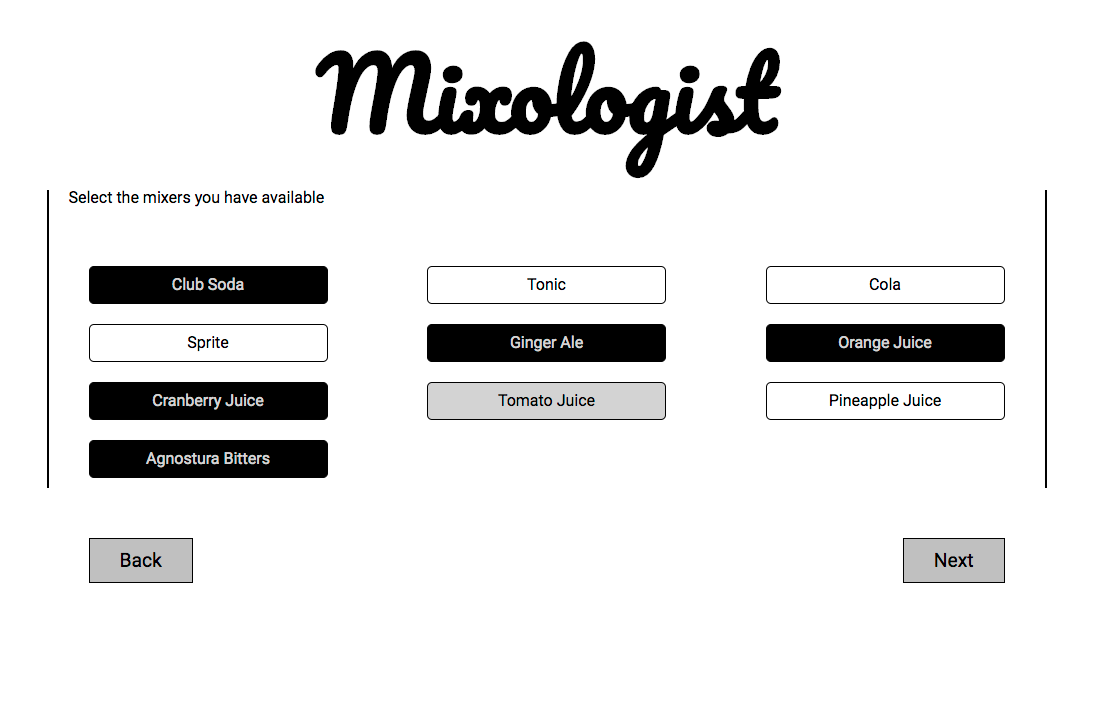 Mixologist
Select the mixers you have available
Club Soda
Tonic
Cola
Sprite
Ginger Ale
Orange Juice
Cranberry Juice
Tomato Juice
Pineapple Juice
Agnostura Bitters
Back
Next